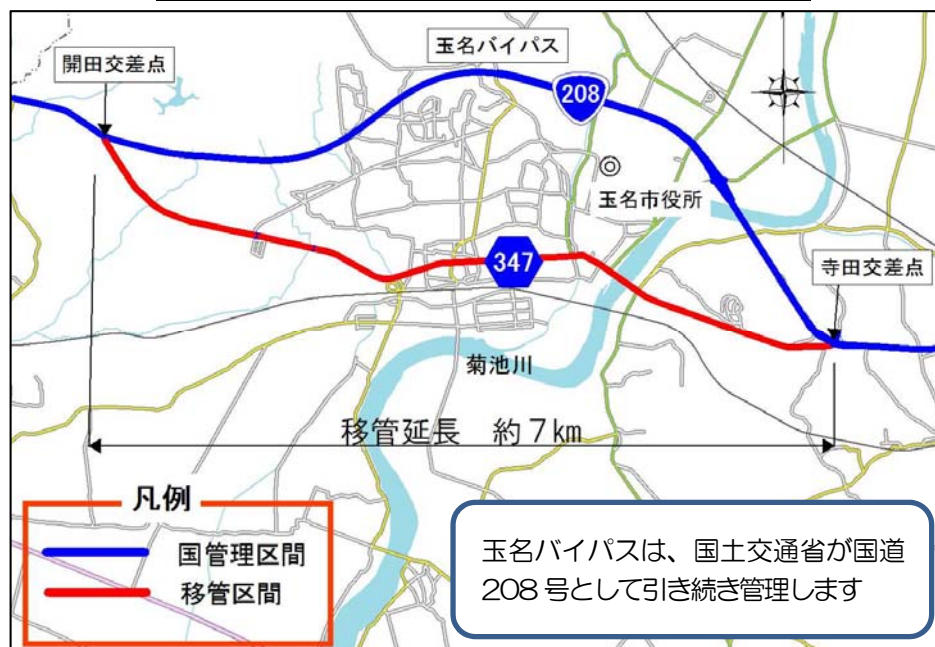 開田交差点
玉名バイパス
208
玉名市役所
347
寺田交差点
菊池川
移管延長 約7km
凡例
国管理区間
移管区間
玉名バイパスは、国土交通省が国道
208号として引き続き管理します